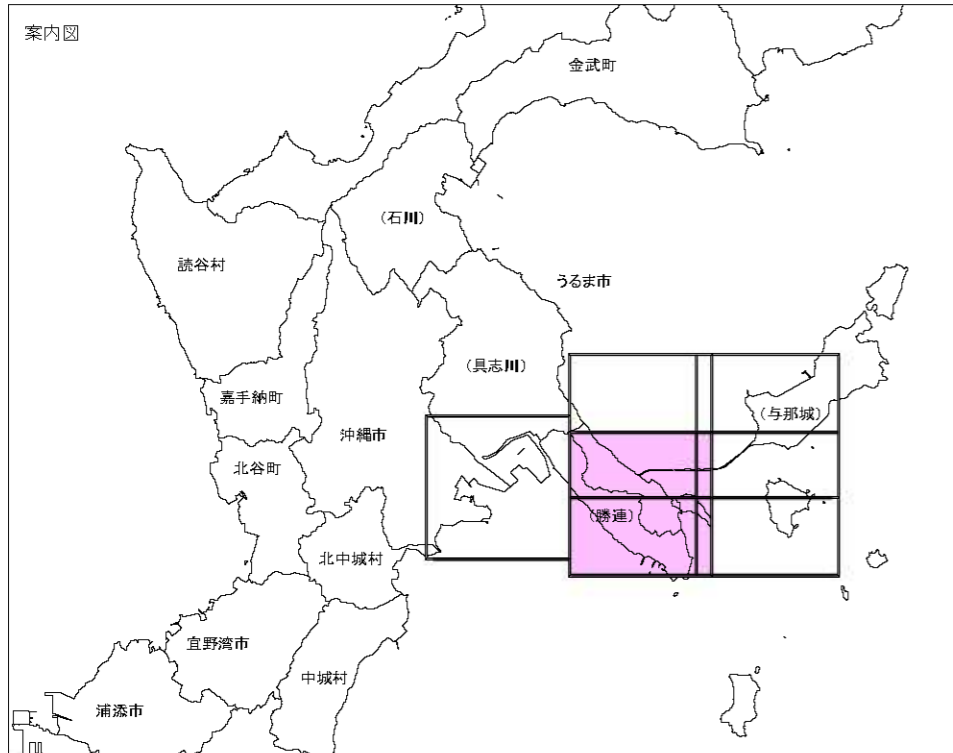 案内図
金武町
(石川)
読谷村
うるま市
(具志川)
嘉手納町
(与那城)
沖縄市
北谷町
(勝連)
北中城村
宜野湾市
中城村
浦添市